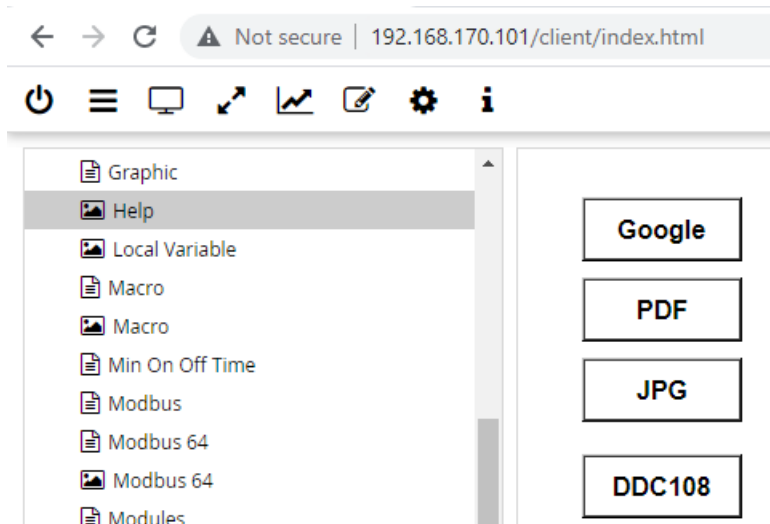 Not secure | 192.168.170.101/client/index.html
Graphic
Help
Local Variable
Macro
Macro
Min On Off Time
Modbus
Modbus 64
Modbus 64
Modules
Google
PDF
JPG
DDC108